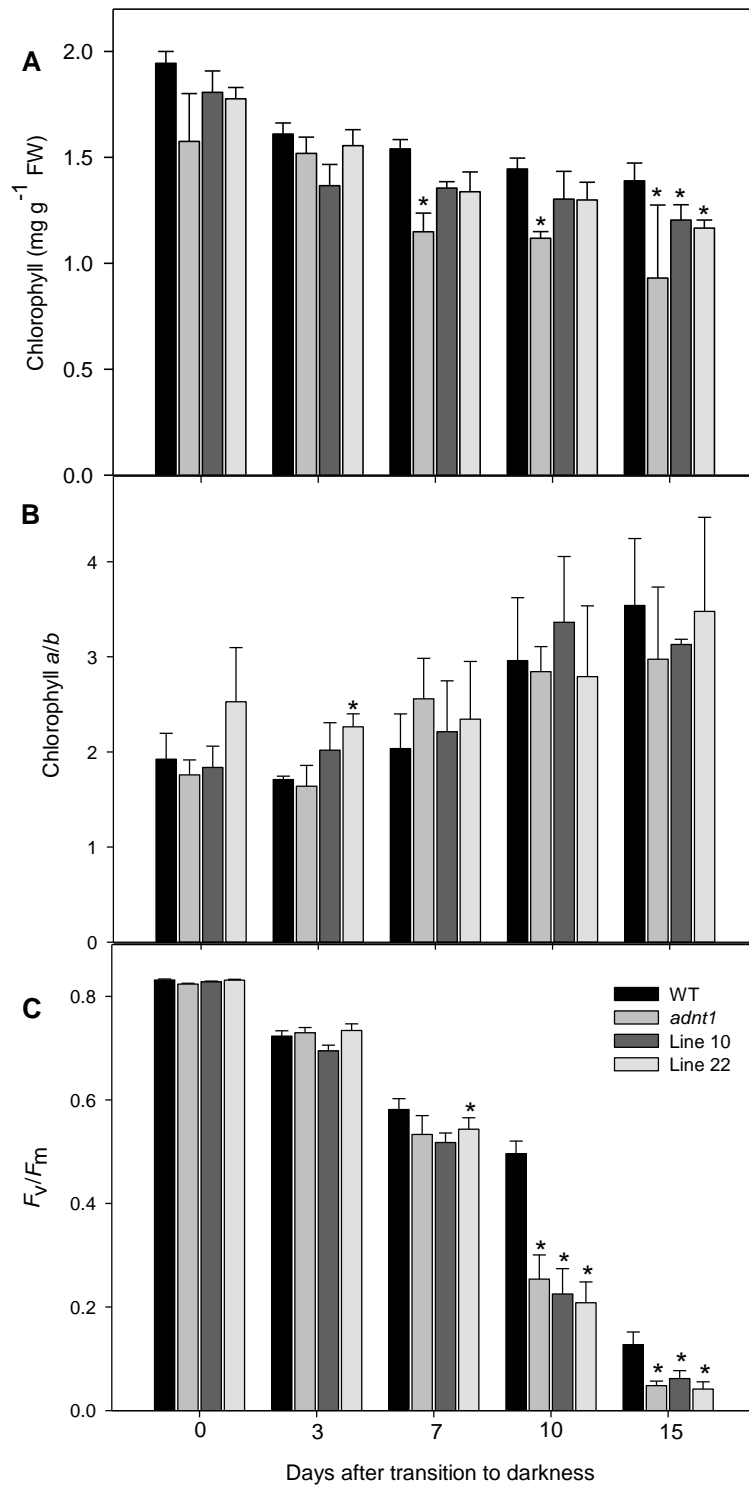 A
2.0
1.5
1.0
0.5
0.0
Chlorophyll (mg g⁻¹ FW)
* * * * *
B
4
3
2
1
0
Chlorophyll a/b
*
C
0.8
0.6
0.4
0.2
0.0
Fv/Fm
WT
adnt1
Line 10
Line 22
* * * * * * *
0 3 7 10 15
Days after transition to darkness